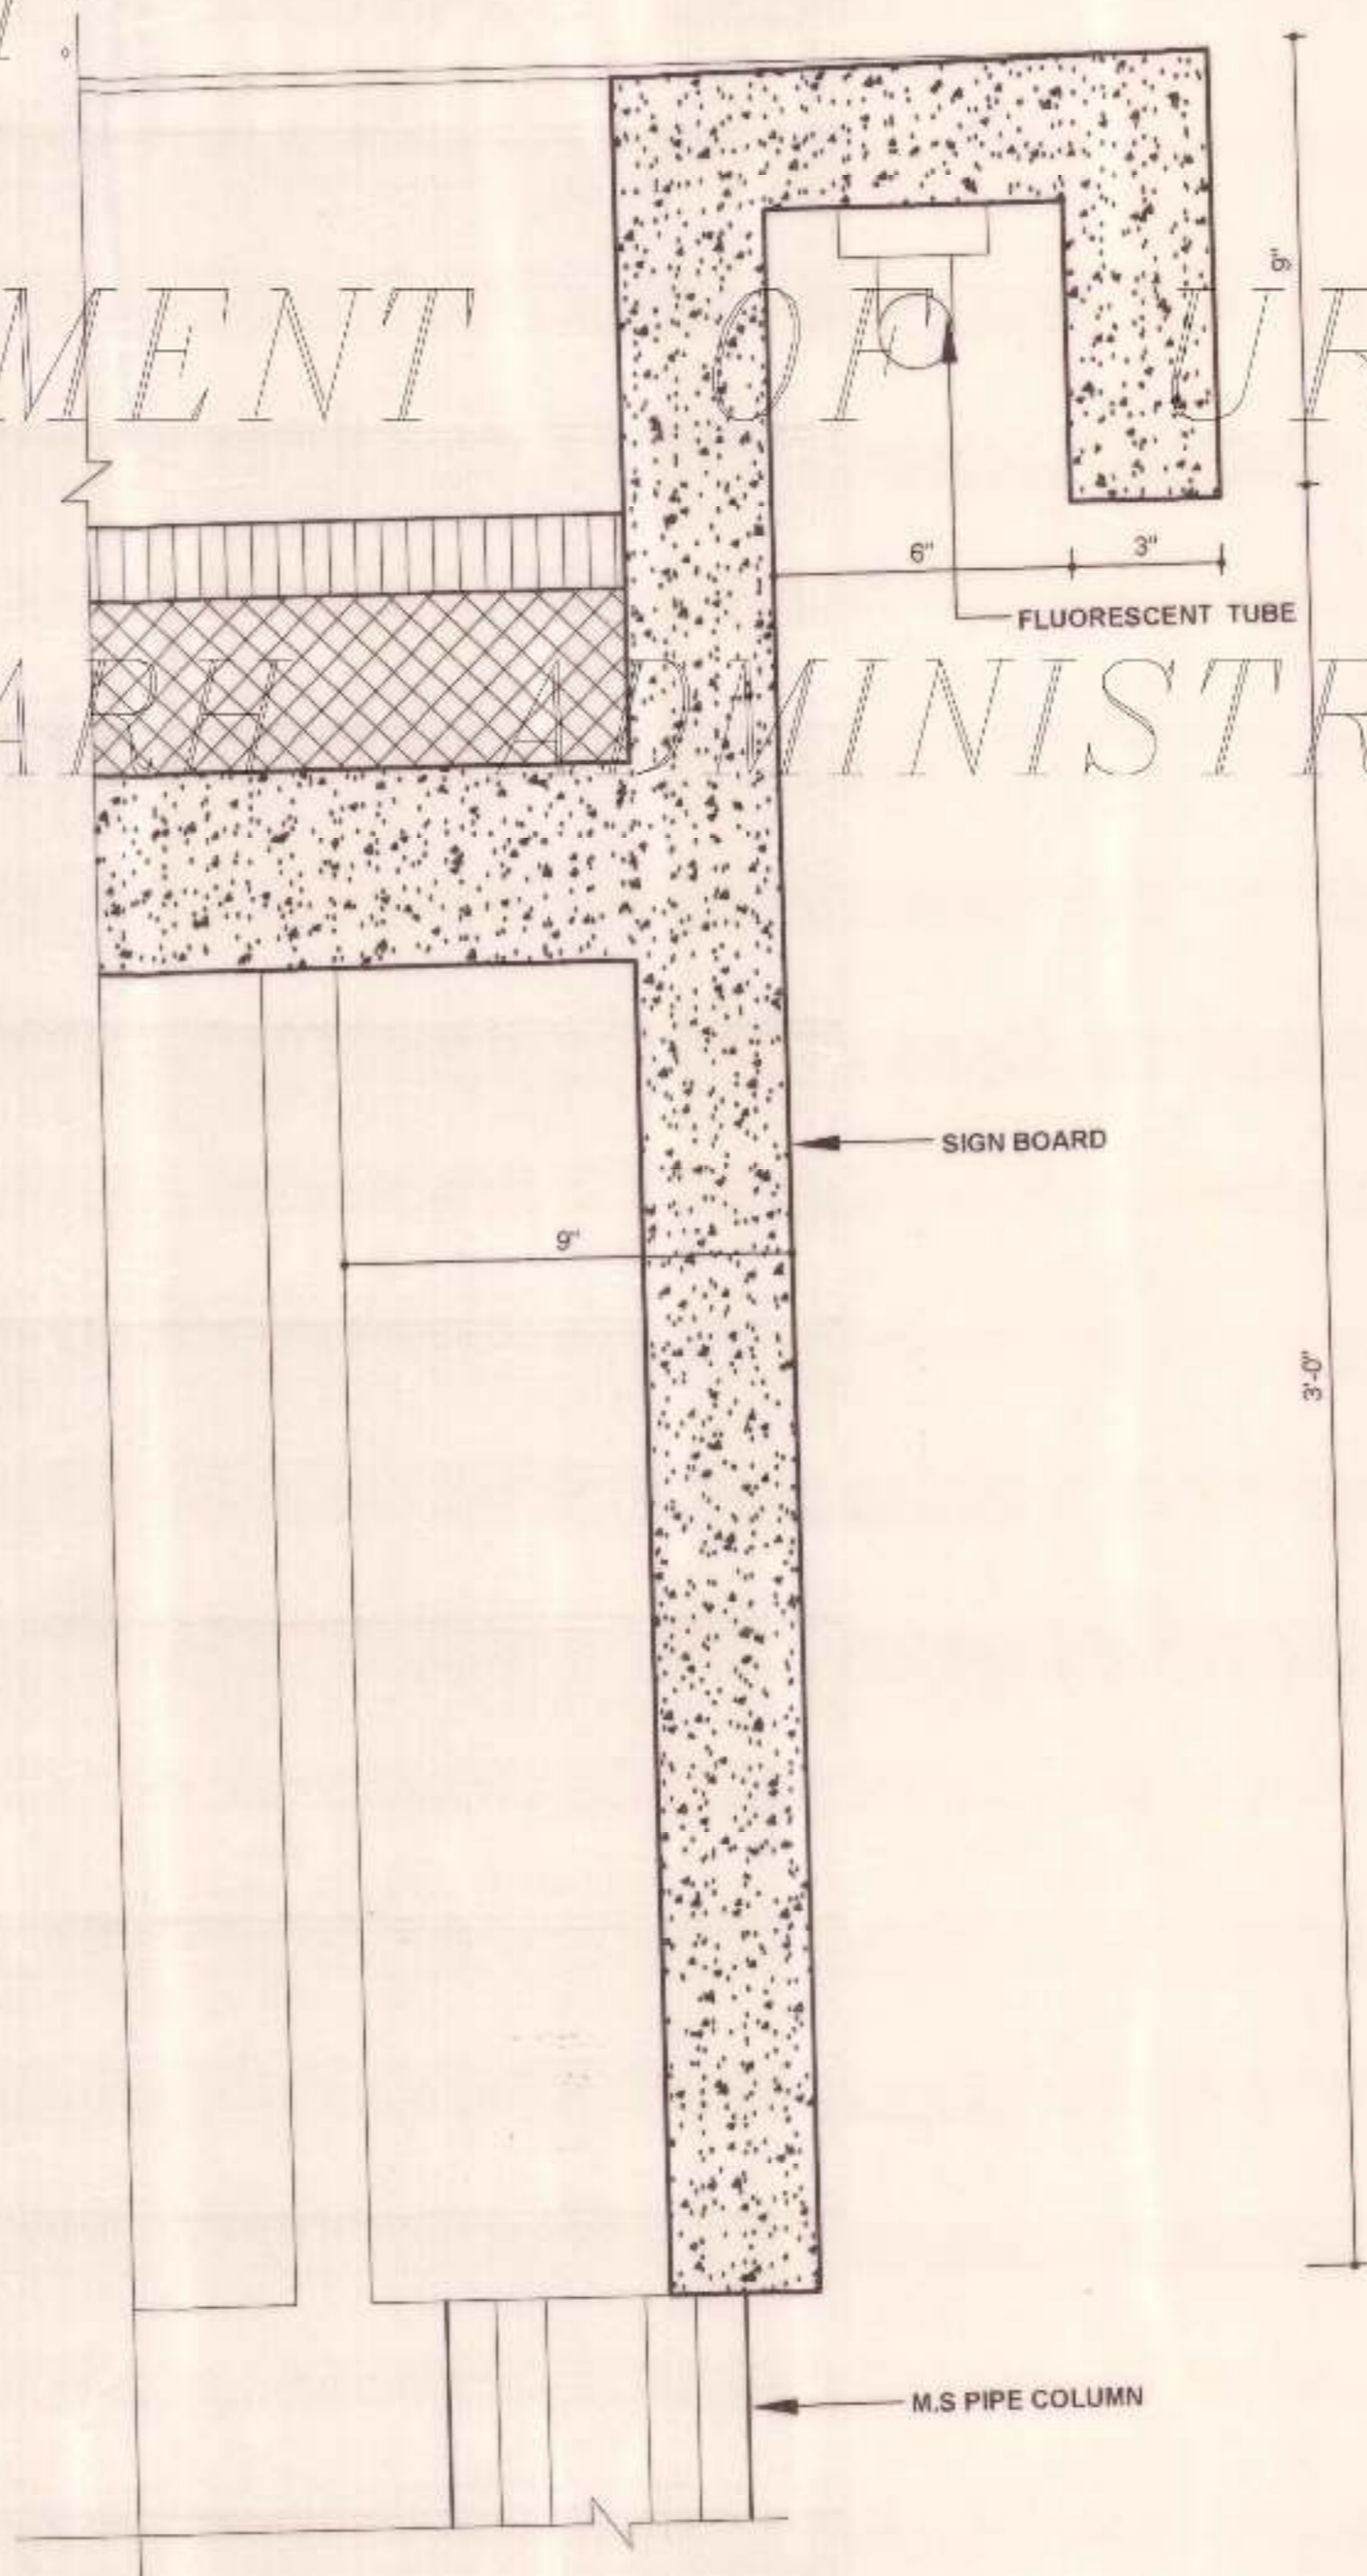 MENT OF UR
9"
6" 3"
FLUORESCENT TUBE
ARH ADMINISTR
SIGN BOARD
9"
3'-0"
M.S PIPE COLUMN